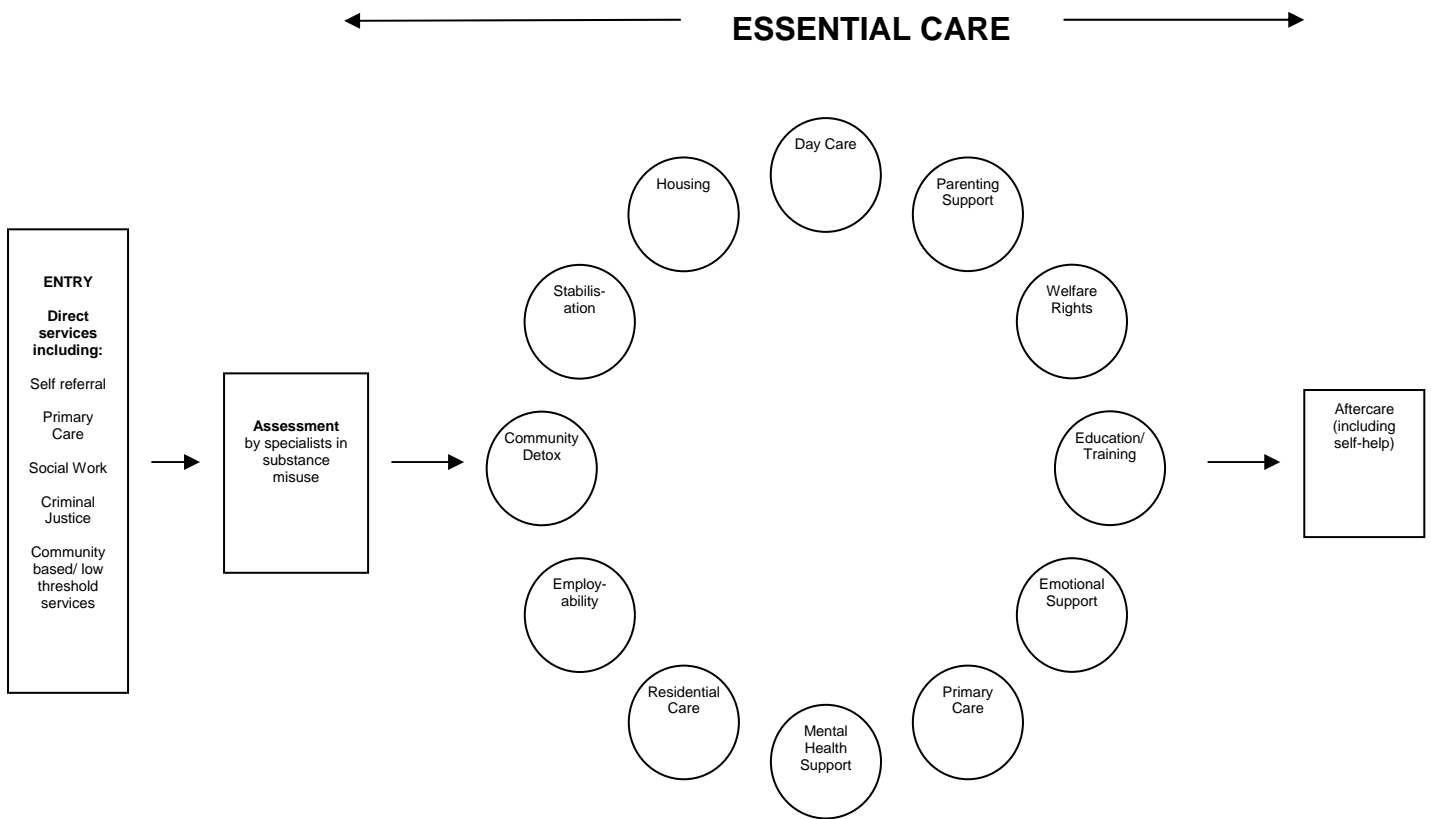 ESSENTIAL CARE
ENTRY
Direct
services
including:
Self referral
Primary
Care
Social Work
Criminal
Justice
Community
based/ low
threshold
services
Assessment
by specialists in
substance
misuse
Day Care
Housing
Parenting
Support
Stabilis-
ation
Welfare
Rights
Community
Detox
Education/
Training
Employ-
ability
Emotional
Support
Residential
Care
Primary
Care
Mental
Health
Support
Aftercare
(including
self-help)